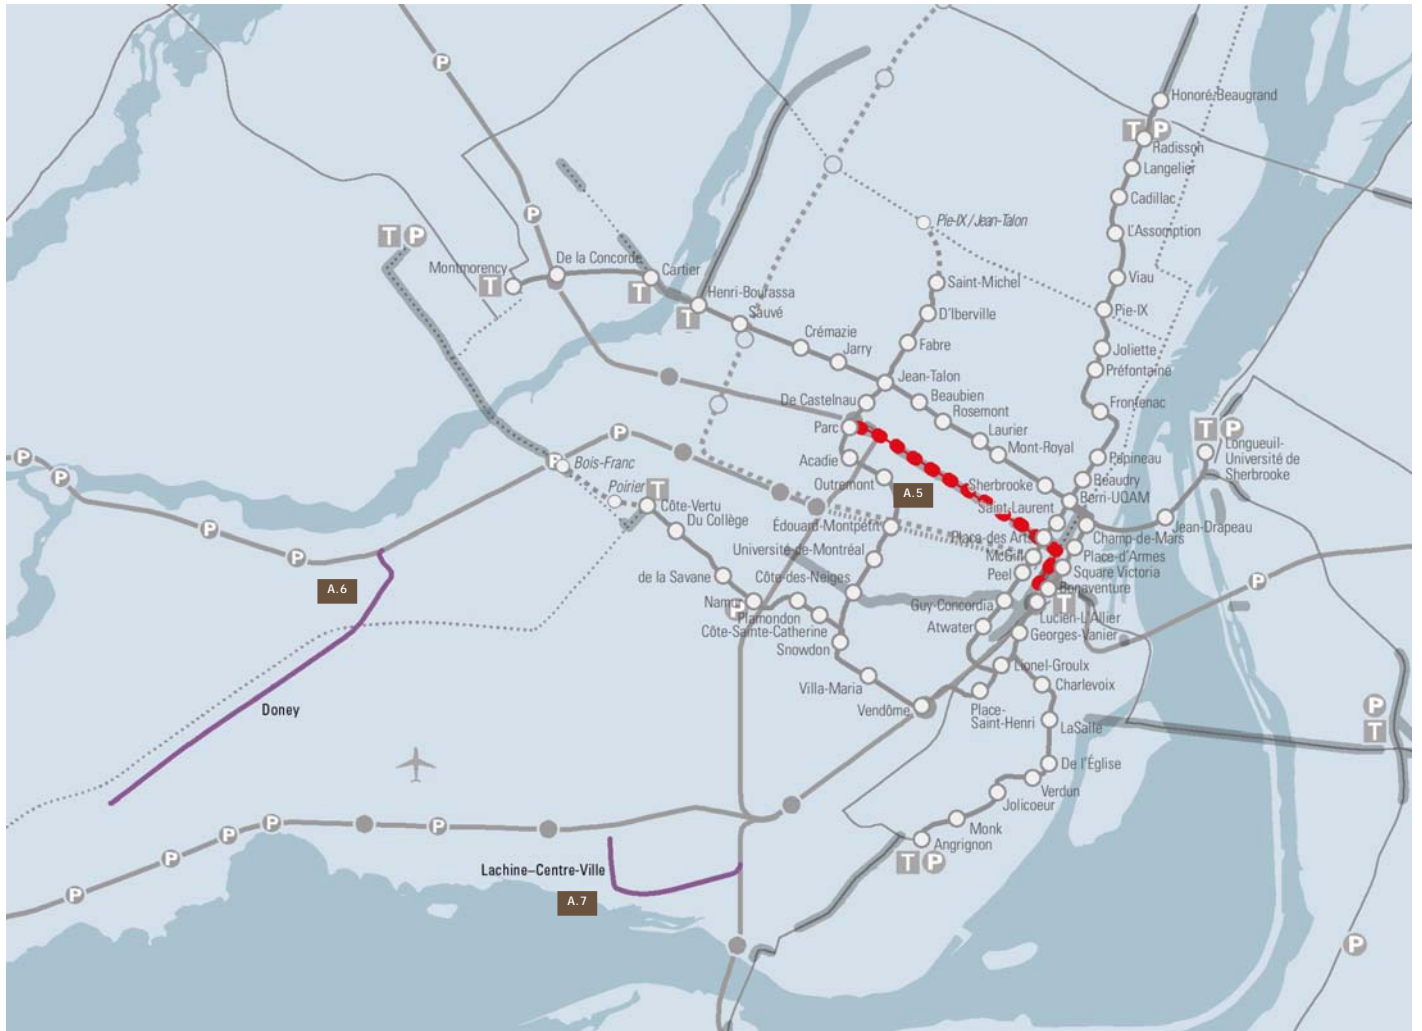 P
Honoré-Beaugrand
T P
Radisson
Langelier
P
Cadillac
Pie-IX/Jean-Talon
L'Assomption
T P
De la Concorde
Montmorency
T
Cartier
T
Viau
Saint-Michel
Henri-Bourassa
T
Sauvé
D'Iberville
Pie-IX
Crémazie
Jarry
Fabre
Joliette
Préfontaine
Jean-Talon
De Castelnau
Beaubien
Rosemont
Frontenac
Parc
Laurier
Mont-Royal
T P
Longueuil-
Université de
Sherbrooke
P
P
P
Bois-Franc
Acadie
Papineau
P
Outremont
Sherbrooke
Beaudry
Poirier
T
A.5
Berri-UQAM
Côte-Vertu
Du Collège
Saint-Laurent
Édouard-Montpetit
Jean-Drapeau
P
Place-des-Arts
Champ-de-Mars
P
Université-de-Montréal
McGill
Place-d'Armes
de la Savane
Côte-des-Neiges
Peel
Square Victoria
P
A.6
Bonaventure
Namur
P
Plamondon
Guy-Concordia
T
Lucien-L'Allier
Côte-Sainte-Catherine
Atwater
Georges-Vanier
Snowdon
Lionel-Groulx
Villa-Maria
Charlevoix
Doney
Vendôme
Place-
Saint-Henri
LaSalle
P
T
De l'Église
Verdun
Jolicoeur
P
P
P
Monk
P
Angrignon
T P
Lachine–Centre-Ville
P
A.7
P